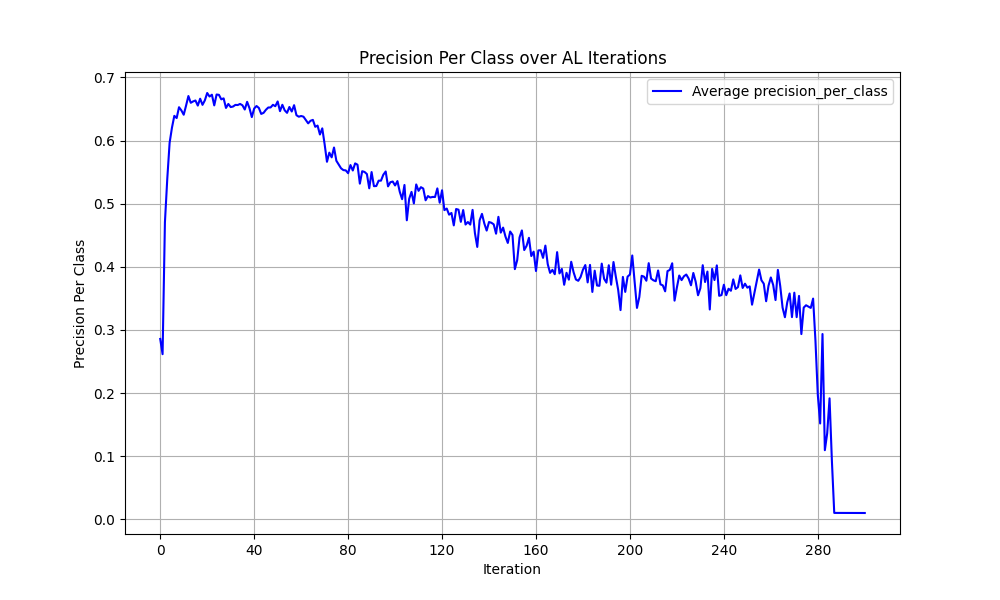 Precision Per Class over AL Iterations
Average precision_per_class
Precision Per Class
0.7
0.6
0.5
0.4
0.3
0.2
0.1
0.0
0 40 80 120 160 200 240 280
Iteration